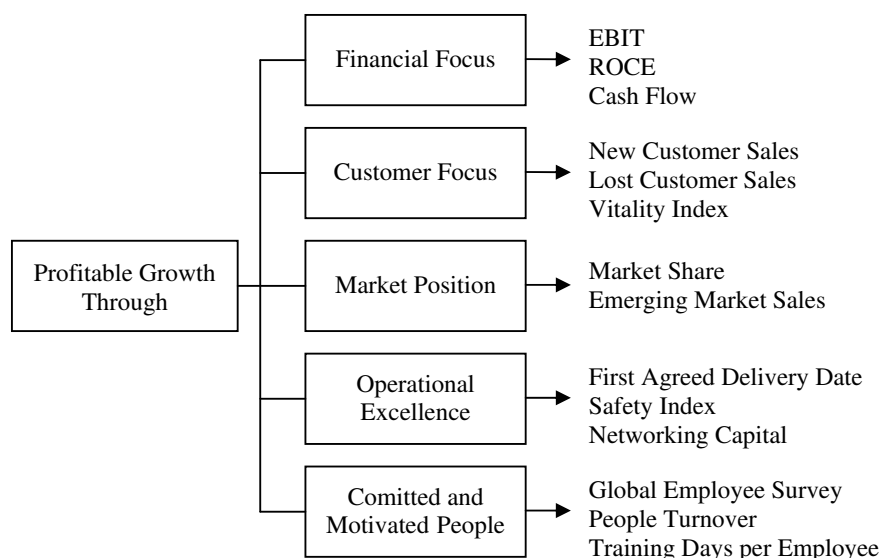 Profitable Growth
Through
Financial Focus
EBIT
ROCE
Cash Flow
Customer Focus
New Customer Sales
Lost Customer Sales
Vitality Index
Market Position
Market Share
Emerging Market Sales
Operational
Excellence
First Agreed Delivery Date
Safety Index
Networking Capital
Comitted and
Motivated People
Global Employee Survey
People Turnover
Training Days per Employee